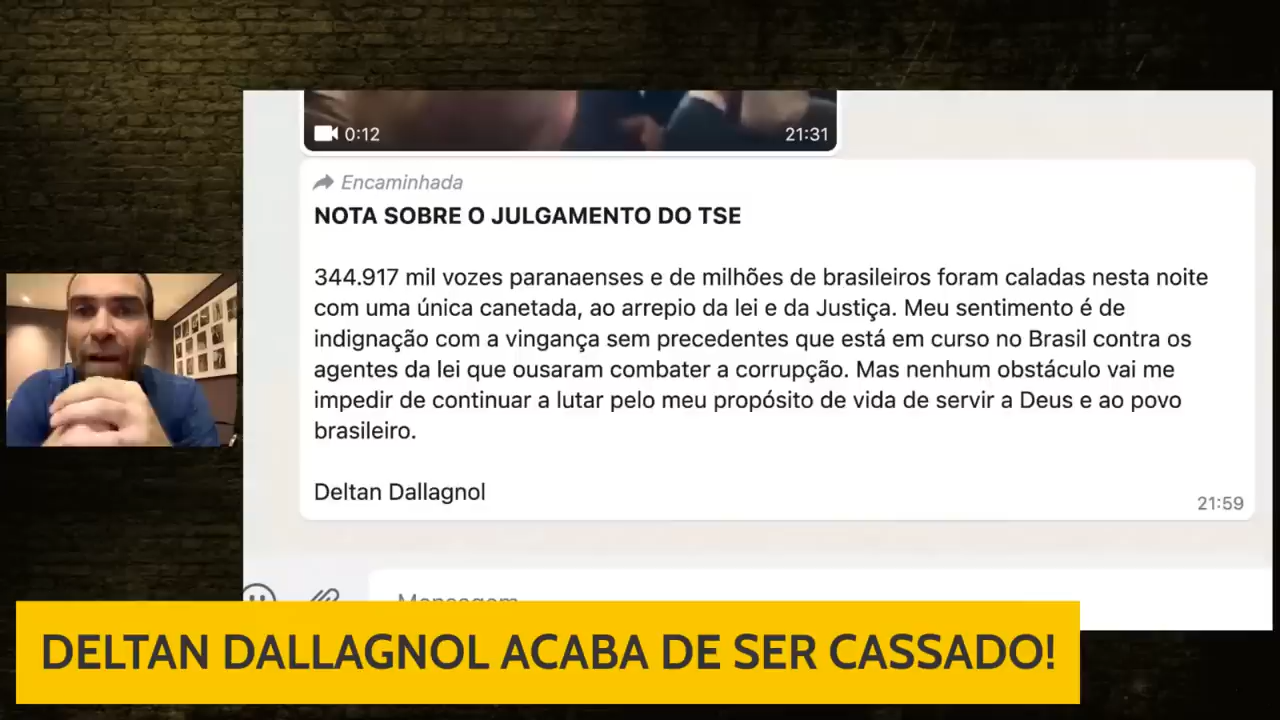 0:12
21:31
Encaminhada
NOTA SOBRE O JULGAMENTO DO TSE
344.917 mil vozes paranaenses e de milhões de brasileiros foram caladas nesta noite
com uma única canetada, ao arrepio da lei e da Justiça. Meu sentimento é de
indignação com a vingança sem precedentes que está em curso no Brasil contra os
agentes da lei que ousaram combater a corrupção. Mas nenhum obstáculo vai me
impedir de continuar a lutar pelo meu propósito de vida de servir a Deus e ao povo
brasileiro.
Deltan Dallagnol
21:59
Mensagem
DELTAN DALLAGNOL ACABA DE SER CASSADO!